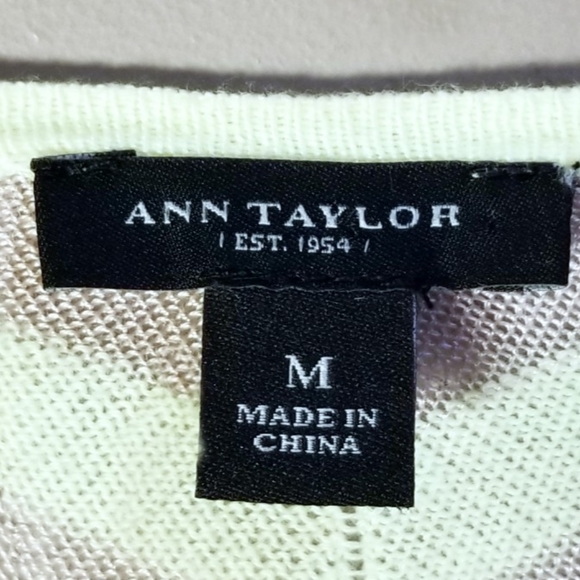 ANN TAYLOR
/ EST. 1954 /
M
MADE IN
CHINA